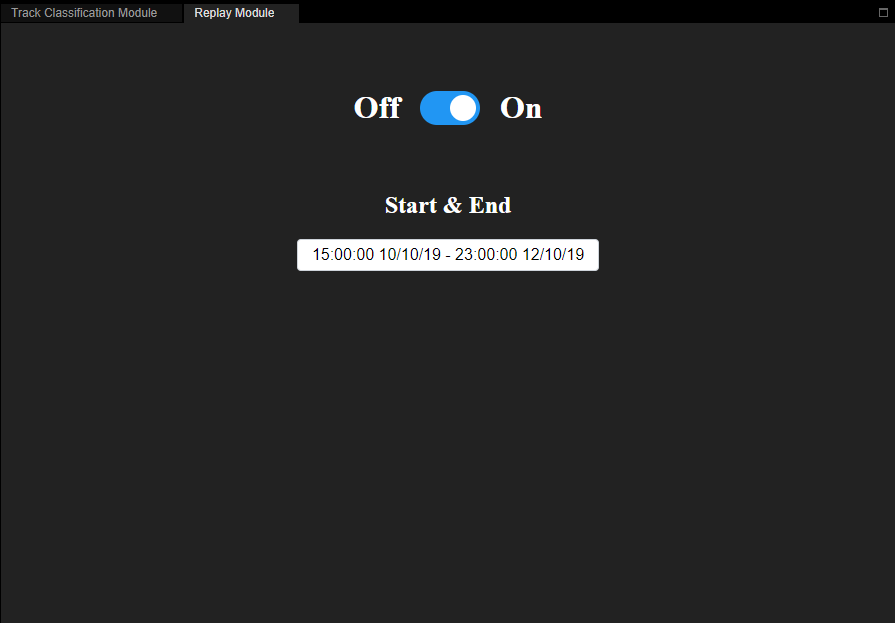 Track Classification Module Replay Module
Off On
Start & End
15:00:00 10/10/19 - 23:00:00 12/10/19